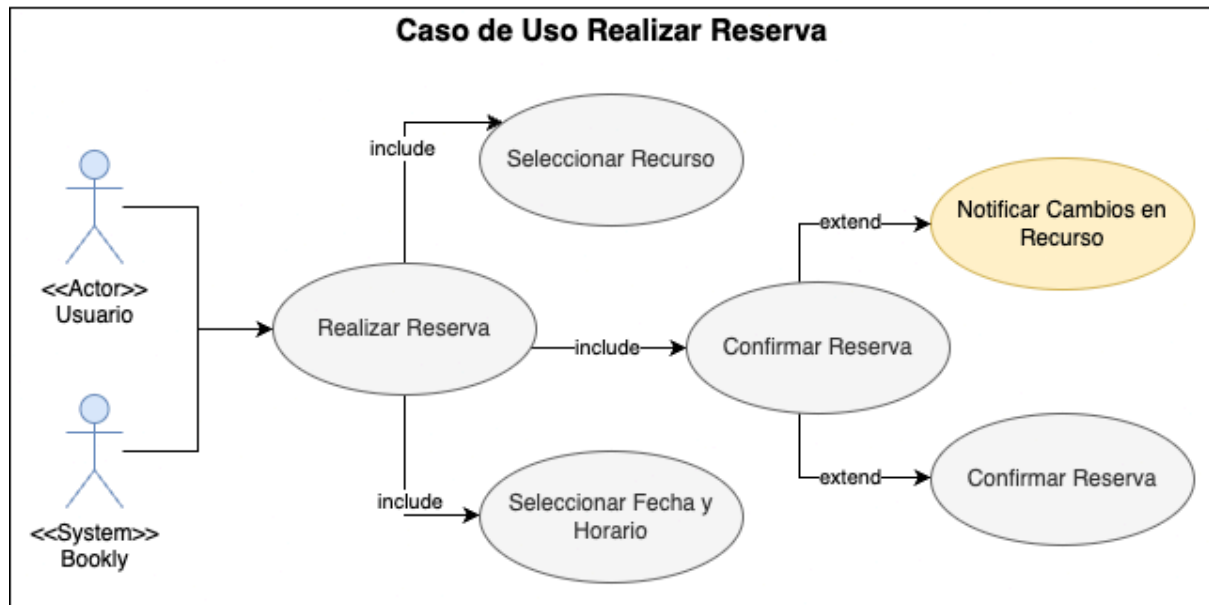 Caso de Uso Realizar Reserva
include
Seleccionar Recurso
Notificar Cambios en
Recurso
extend
<<Actor>>
Usuario
Realizar Reserva
include
Confirmar Reserva
include
Seleccionar Fecha y
Horario
extend
Confirmar Reserva
<<System>>
Bookly